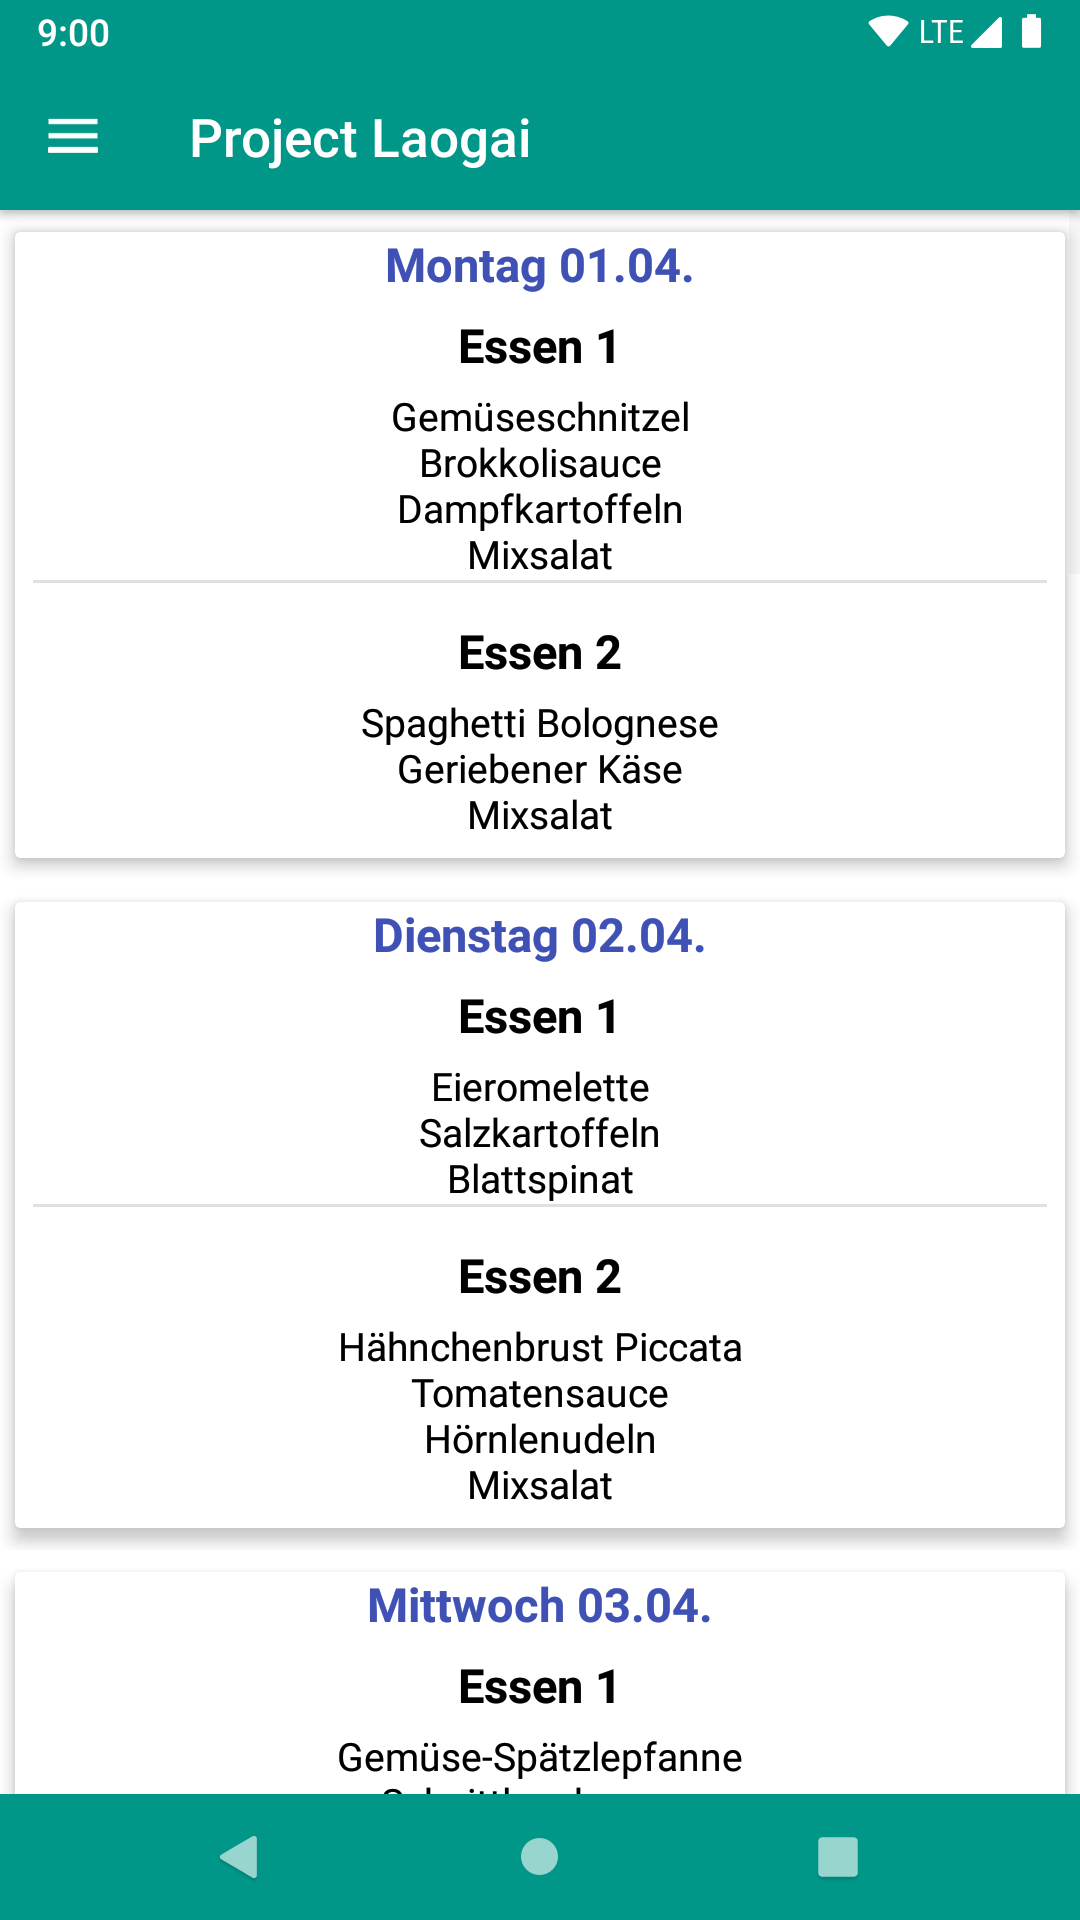 9:00
LTE
Project Laogai
Montag 01.04.
Essen 1
Gemüseschnitzel
Brokkolisauce
Dampfkartoffeln
Mixsalat
Essen 2
Spaghetti Bolognese
Geriebener Käse
Mixsalat
Dienstag 02.04.
Essen 1
Eieromelette
Salzkartoffeln
Blattspinat
Essen 2
Hähnchenbrust Piccata
Tomatensauce
Hörnlenudeln
Mixsalat
Mittwoch 03.04.
Essen 1
Gemüse-Spätzlepfanne